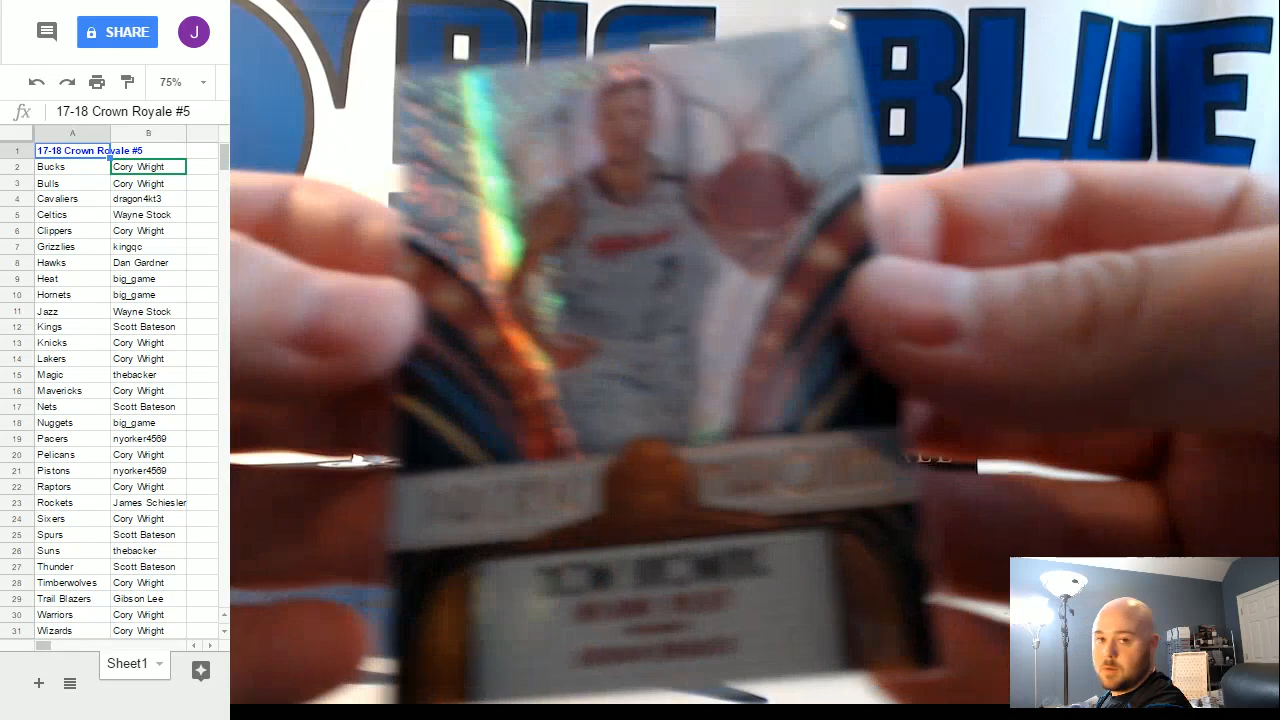 SHARE
J
75%
fx
17-18 Crown Royale #5
A B
1 17-18 Crown Royale #5
2 Bucks Cory Wright
3 Bulls Cory Wright
4 Cavaliers dragon4kt3
5 Celtics Wayne Stock
6 Clippers Cory Wright
7 Grizzlies kingqc
8 Hawks Dan Gardner
9 Heat big_game
10 Hornets big_game
11 Jazz Wayne Stock
12 Kings Scott Bateson
13 Knicks Cory Wright
14 Lakers Cory Wright
15 Magic thebacker
16 Mavericks Cory Wright
17 Nets Scott Bateson
18 Nuggets big_game
19 Pacers nyorker4569
20 Pelicans Cory Wright
21 Pistons nyorker4569
22 Raptors Cory Wright
23 Rockets James Schiesler
24 Sixers Cory Wright
25 Spurs Scott Bateson
26 Suns thebacker
27 Thunder Scott Bateson
28 Timberwolves Cory Wright
29 Trail Blazers Gibson Lee
30 Warriors Cory Wright
31 Wizards Cory Wright
Sheet1
BIG BLUE